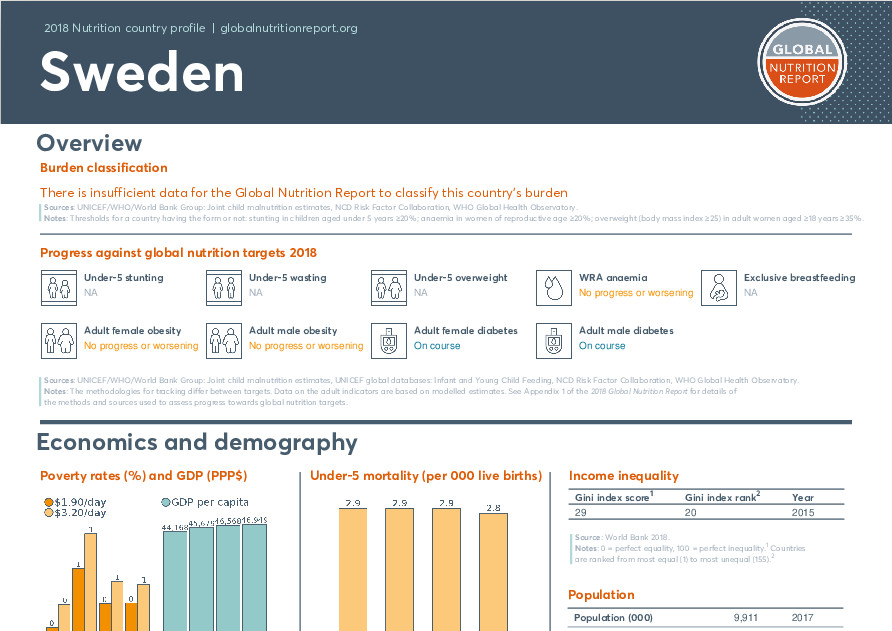 2018 Nutrition country profile | globalnutritionreport.org
Sweden
GLOBAL
NUTRITION
REPORT
Overview
Burden classification
There is insufficient data for the Global Nutrition Report to classify this country's burden
Sources: UNICEF/WHO/World Bank Group: Joint child malnutrition estimates, NCD Risk Factor Collaboration, WHO Global Health Observatory.
Notes: Thresholds for a country having the form or not: stunting in children aged under 5 years ≥20%; anaemia in women of reproductive age ≥20%; overweight (body mass index ≥25) in adult women aged ≥18 years ≥35%.
Progress against global nutrition targets 2018
Under-5 stunting
NA
Under-5 wasting
NA
Under-5 overweight
NA
WRA anaemia
No progress or worsening
Exclusive breastfeeding
NA
Adult female obesity
No progress or worsening
Adult male obesity
No progress or worsening
Adult female diabetes
On course
Adult male diabetes
On course
Sources: UNICEF/WHO/World Bank Group: Joint child malnutrition estimates, UNICEF global databases: Infant and Young Child Feeding, NCD Risk Factor Collaboration, WHO Global Health Observatory.
Notes: The methodologies for tracking differ between targets. Data on the adult indicators are based on modelled estimates. See Appendix 1 of the 2018 Global Nutrition Report for details of
the methods and sources used to assess progress towards global nutrition targets.
Economics and demography
Poverty rates (%) and GDP (PPP$)
$1.90/day
$3.20/day
GDP per capita
0 0 1 1 0 1 0 1
44,168 45,679 46,560 46,949
Under-5 mortality (per 000 live births)
2.9 2.9 2.9 2.8
Income inequality
Gini index score1 Gini index rank2 Year
29 20 2015
Source: World Bank 2018.
Notes: 0 = perfect equality, 100 = perfect inequality.1 Countries
are ranked from most equal (1) to most unequal (155).2
Population
Population (000) 9,911 2017